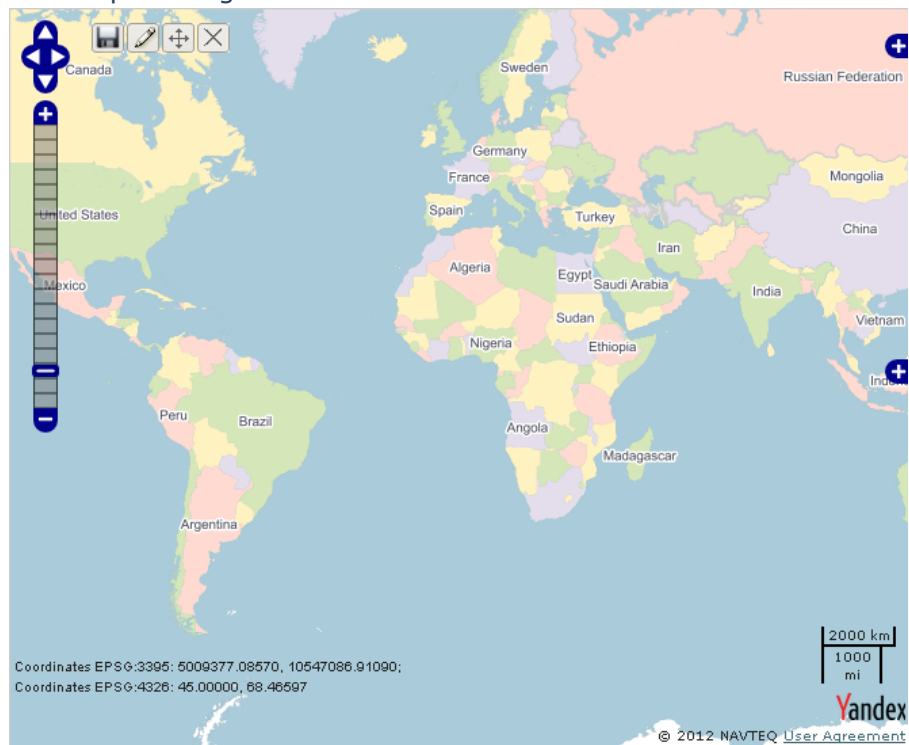 Canada
Sweden
Russian Federation
Germany
France
Mongolia
United States
Spain
Turkey
China
Iran
Algeria
Egypt
Saudi Arabia
Mexico
India
Sudan
Vietnam
Nigeria
Ethiopia
Peru
Brazil
Angola
Madagascar
Argentina
2000 km
1000
mi
Coordinates EPSG:3395: 5009377.08570, 10547086.91090;
Coordinates EPSG:4326: 45.00000, 68.46597
Yandex
© 2012 NAVTEQ User Agreement